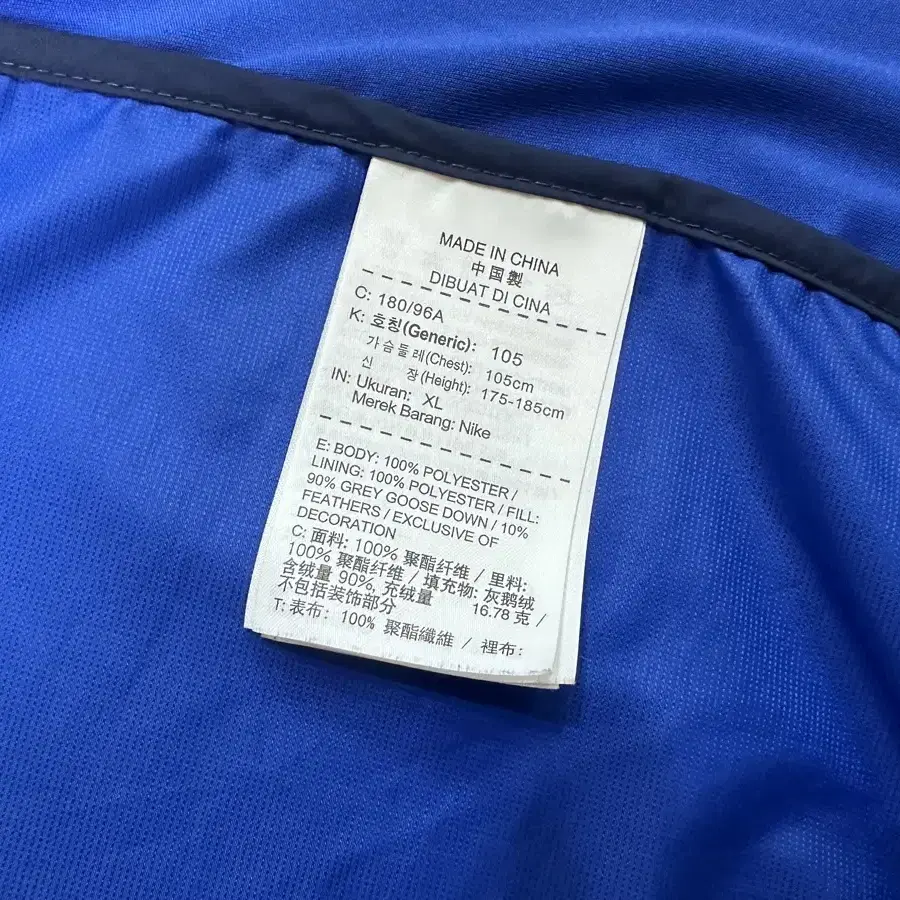 MADE IN CHINA
中国製
DIBUAT DI CINA
C: 180/96A
K: 호칭(Generic): 105
가슴둘레(Chest): 105cm
신 장(Height): 175-185cm
IN: Ukuran: XL
Merek Barang: Nike
E: BODY: 100% POLYESTER /
LINING: 100% POLYESTER / FILL:
90% GREY GOOSE DOWN / 10%
FEATHERS / EXCLUSIVE OF
DECORATION
C: 面料: 100% 聚酯纤维 / 里料:
100% 聚酯纤维 / 填充物: 灰鹅绒
含绒量 90%, 充绒量 16.78 克 /
不包括装饰部分
T: 表布: 100% 聚酯纖維 / 裡布: